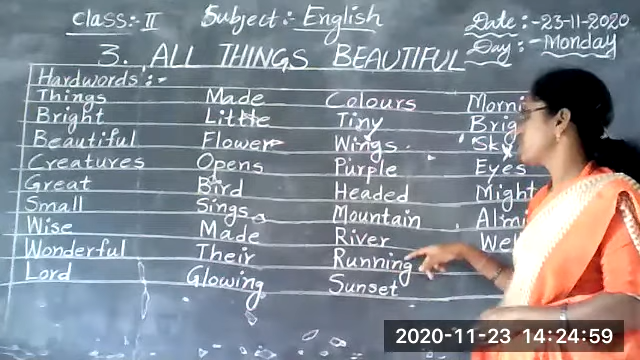 Class:- II Subject:- English Date:-23-11-2020
Day:-Monday
3. ALL THINGS BEAUTIFUL
Hardwords:-
Things Made Colours
Bright Little Tiny
Beautiful Flower Wings Sky
Creatures Opens Purple Eyes
Great Bird Headed
Small Sings Mountain
Wise Made River
Wonderful Their Running
Lord Glowing Sunset
2020-11-23 14:24:59